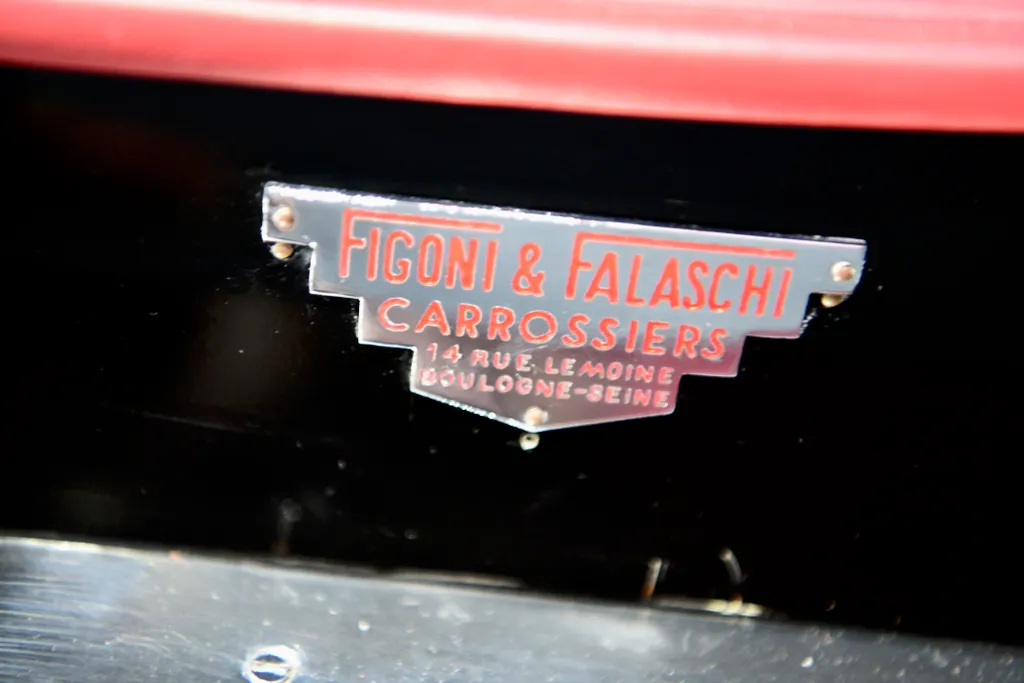 FIGONI & FALASCHI
CARROSSIERS
14 RUE LEMOINE
BOULOGNE-SEINE